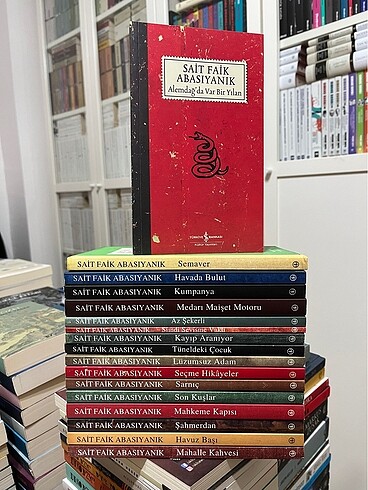 SAİT FAİK
ABASIYANIK
Alemdağ'da Var Bir Yılan
TÜRKİYE BANKASI
SAİT FAİK ABASIYANIK Semaver
SAİT FAİK ABASIYANIK Havada Bulut
SAİT FAİK ABASIYANIK Kumpanya
SAİT FAİK ABASIYANIK Medarı Maişet Motoru
SAİT FAİK ABASIYANIK Az Şekerli
SAİT FAİK ABASIYANIK Şimdi Sevişme Vakti
SAİT FAİK ABASIYANIK Kayıp Aranıyor
SAİT FAİK ABASIYANIK Tüneldeki Çocuk
SAİT FAİK ABASIYANIK Lüzumsuz Adam
SAİT FAİK ABASIYANIK Seçme Hikâyeler
SAİT FAİK ABASIYANIK Sarnıç
SAİT FAİK ABASIYANIK Son Kuşlar
SAİT FAİK ABASIYANIK Mahkeme Kapısı
SAİT FAİK ABASIYANIK Şahmerdan
SAİT FAİK ABASIYANIK Havuz Başı
SAİT FAİK ABASIYANIK Mahalle Kahvesi